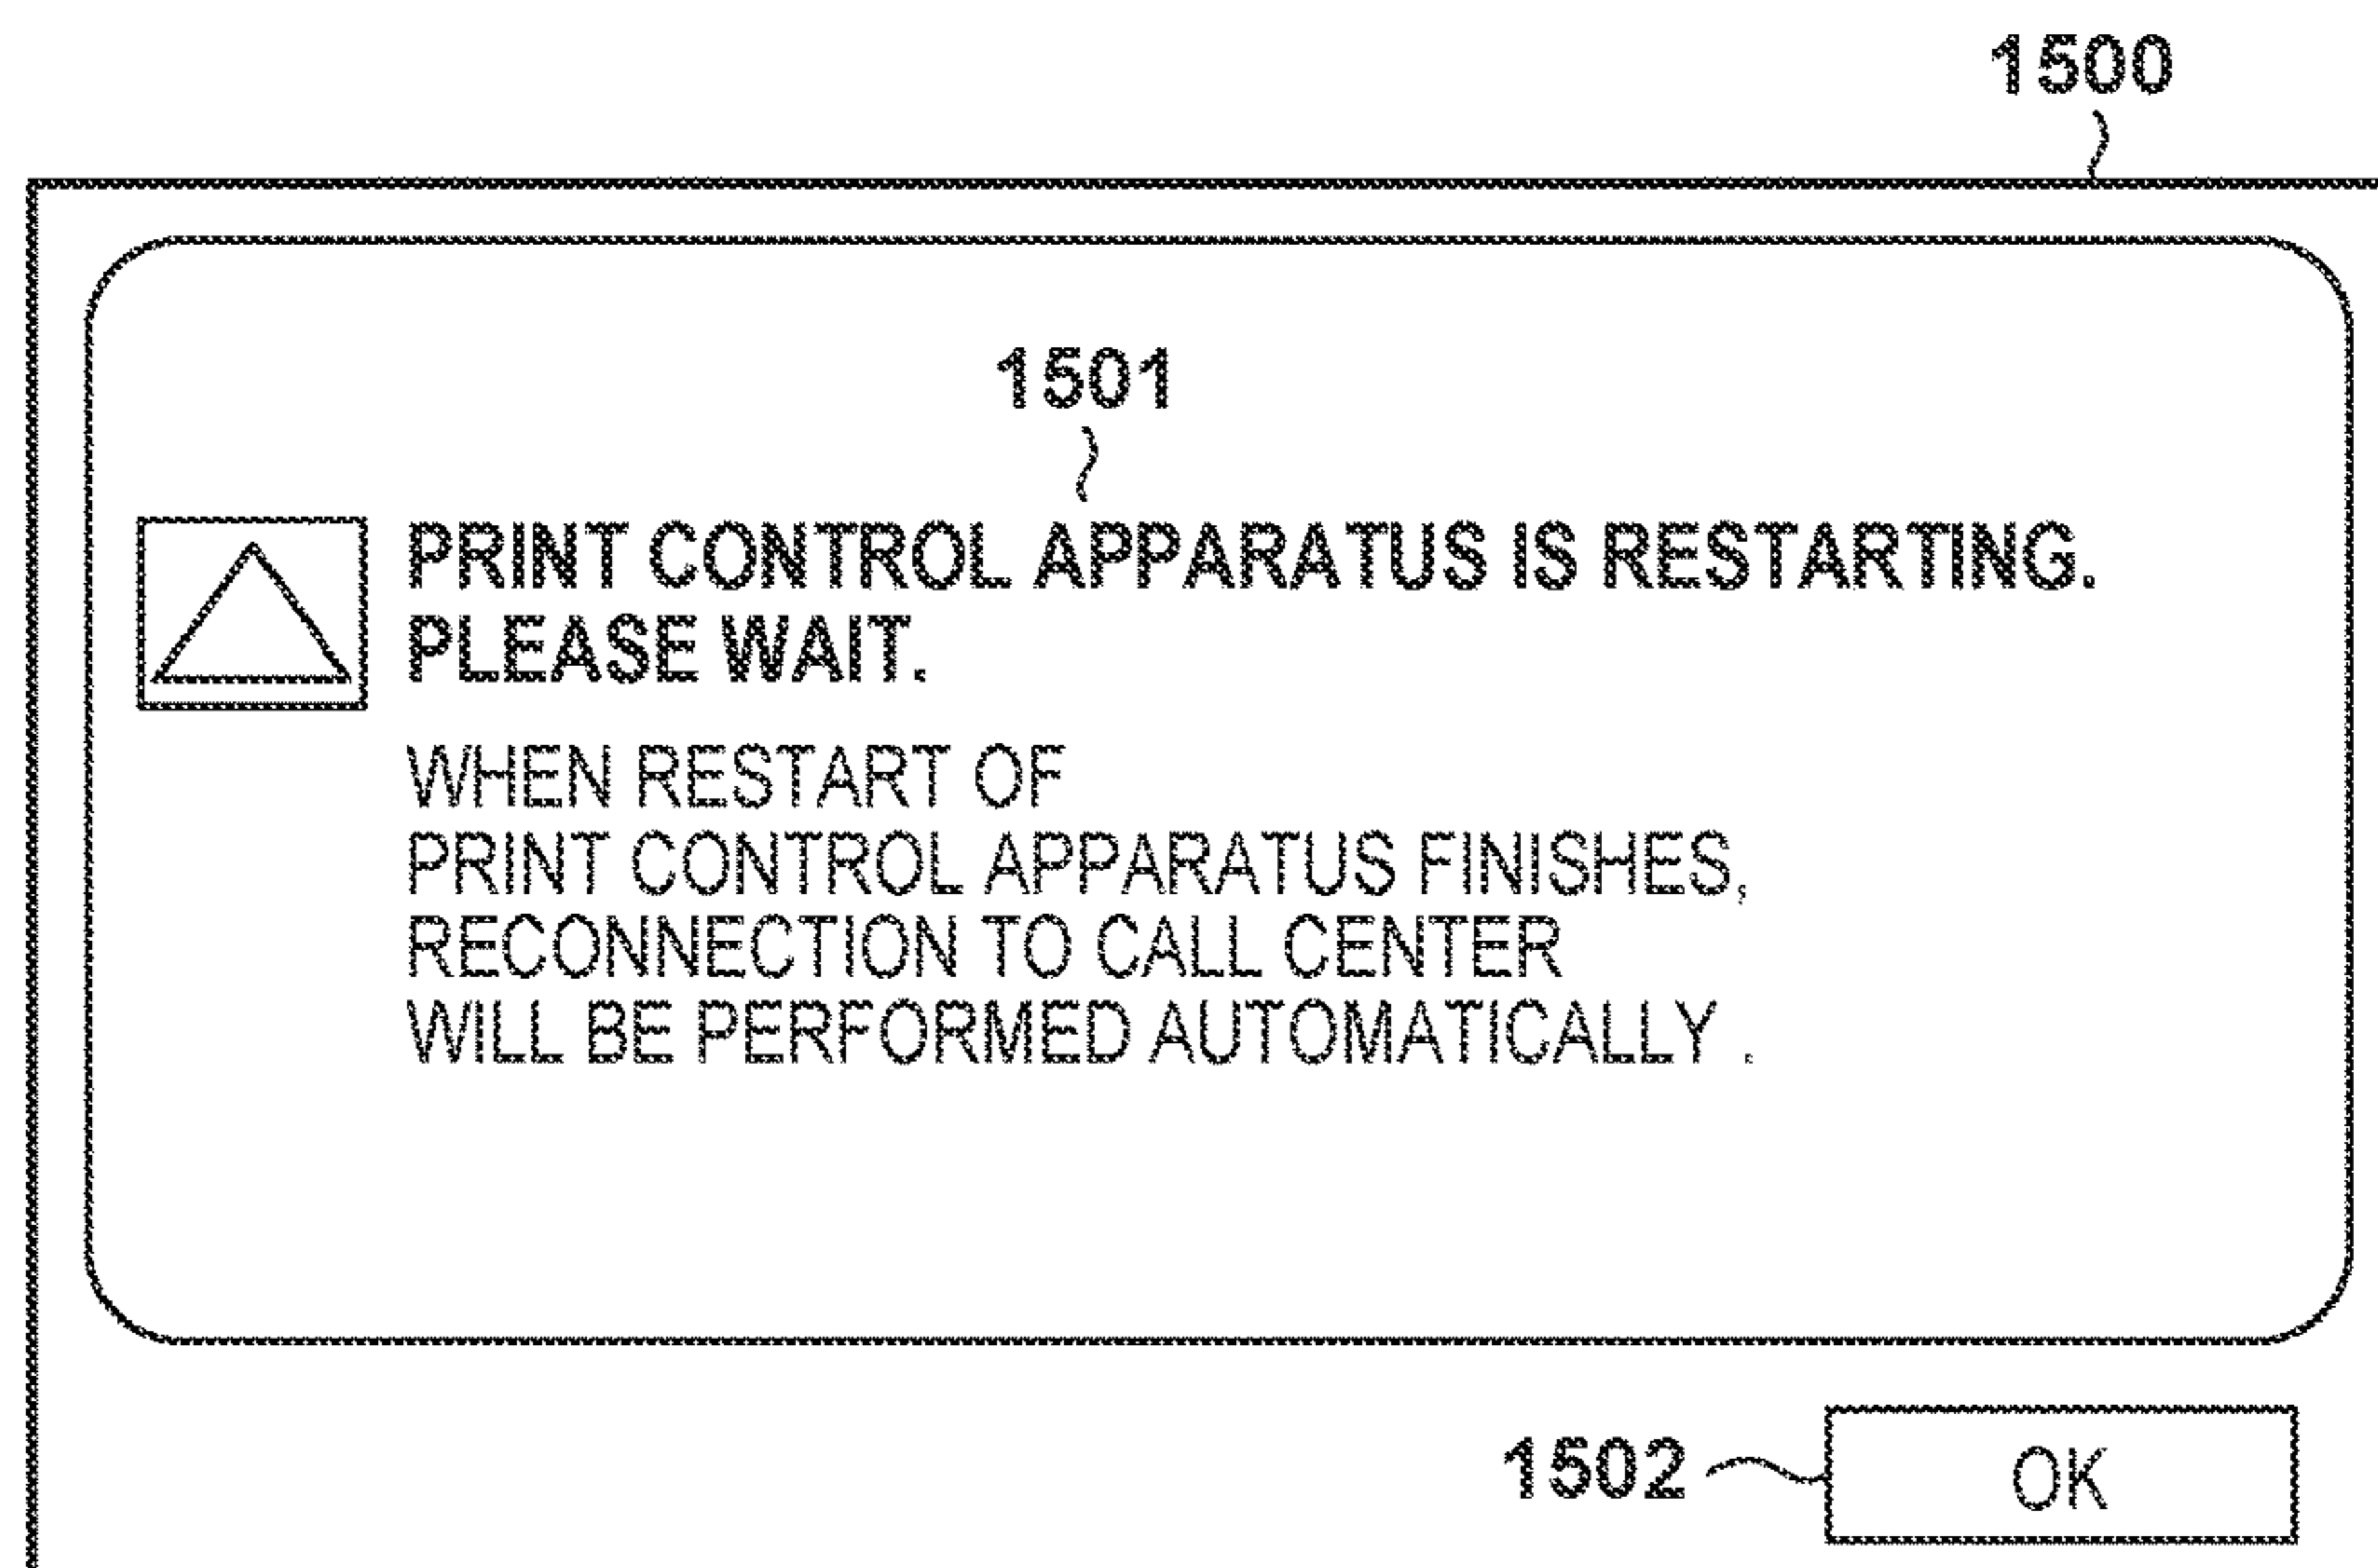 1500
1501
PRINT CONTROL APPARATUS IS RESTARTING.
PLEASE WAIT.
WHEN RESTART OF
PRINT CONTROL APPARATUS FINISHES,
RECONNECTION TO CALL CENTER
WILL BE PERFORMED AUTOMATICALLY .
1502 OK